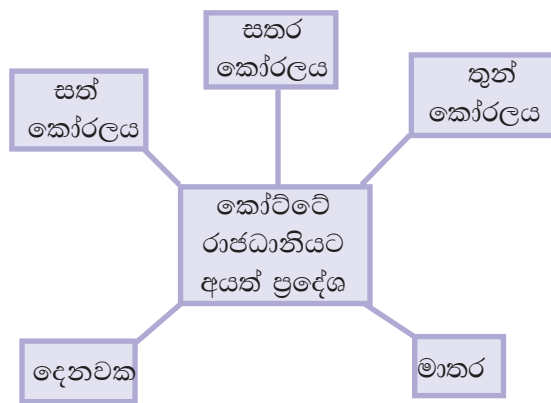 සතර
කෝරලය
සත්
කෝරලය
තුන්
කෝරලය
කෝට්ටේ
රාජධානියට
අයත් ප්‍රදේශ
දෙනවක
මාතර